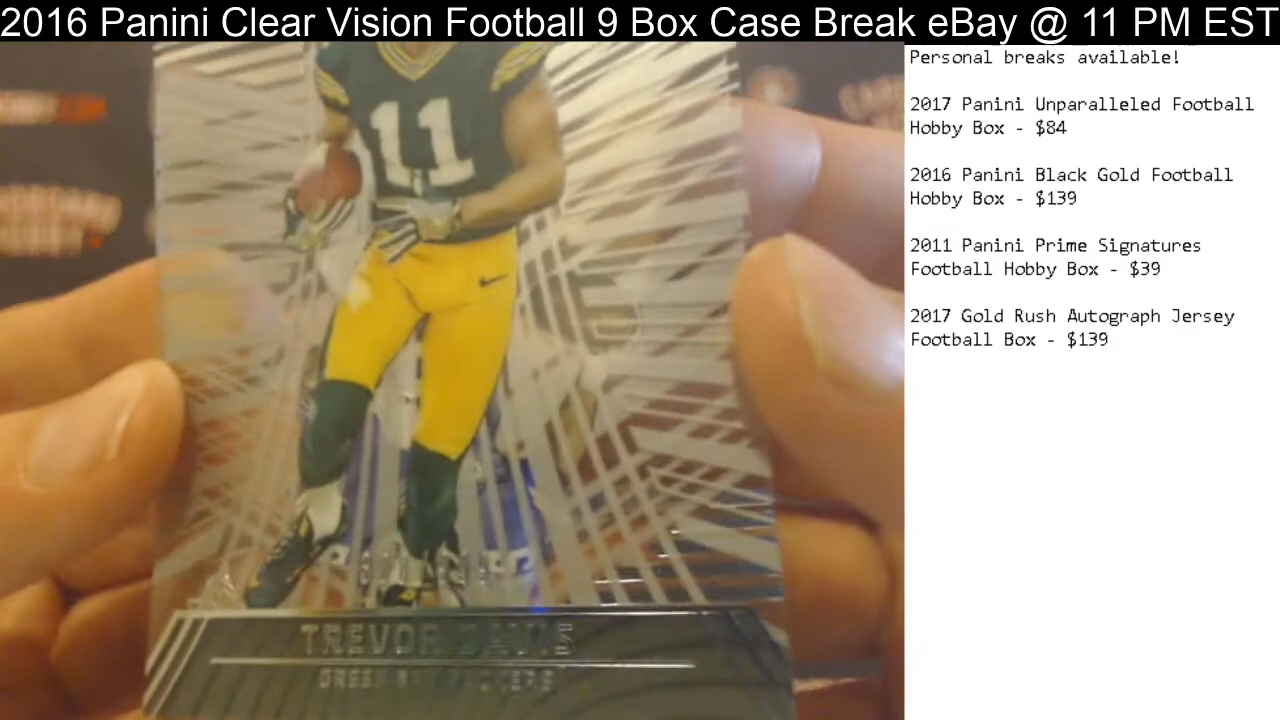 2016 Panini Clear Vision Football 9 Box Case Break eBay @ 11 PM EST
Personal breaks available!
2017 Panini Unparalleled Football
Hobby Box - $84
2016 Panini Black Gold Football
Hobby Box - $139
2011 Panini Prime Signatures
Football Hobby Box - $39
2017 Gold Rush Autograph Jersey
Football Box - $139
11
TREVOR DAVIS
GREEN BAY PACKERS